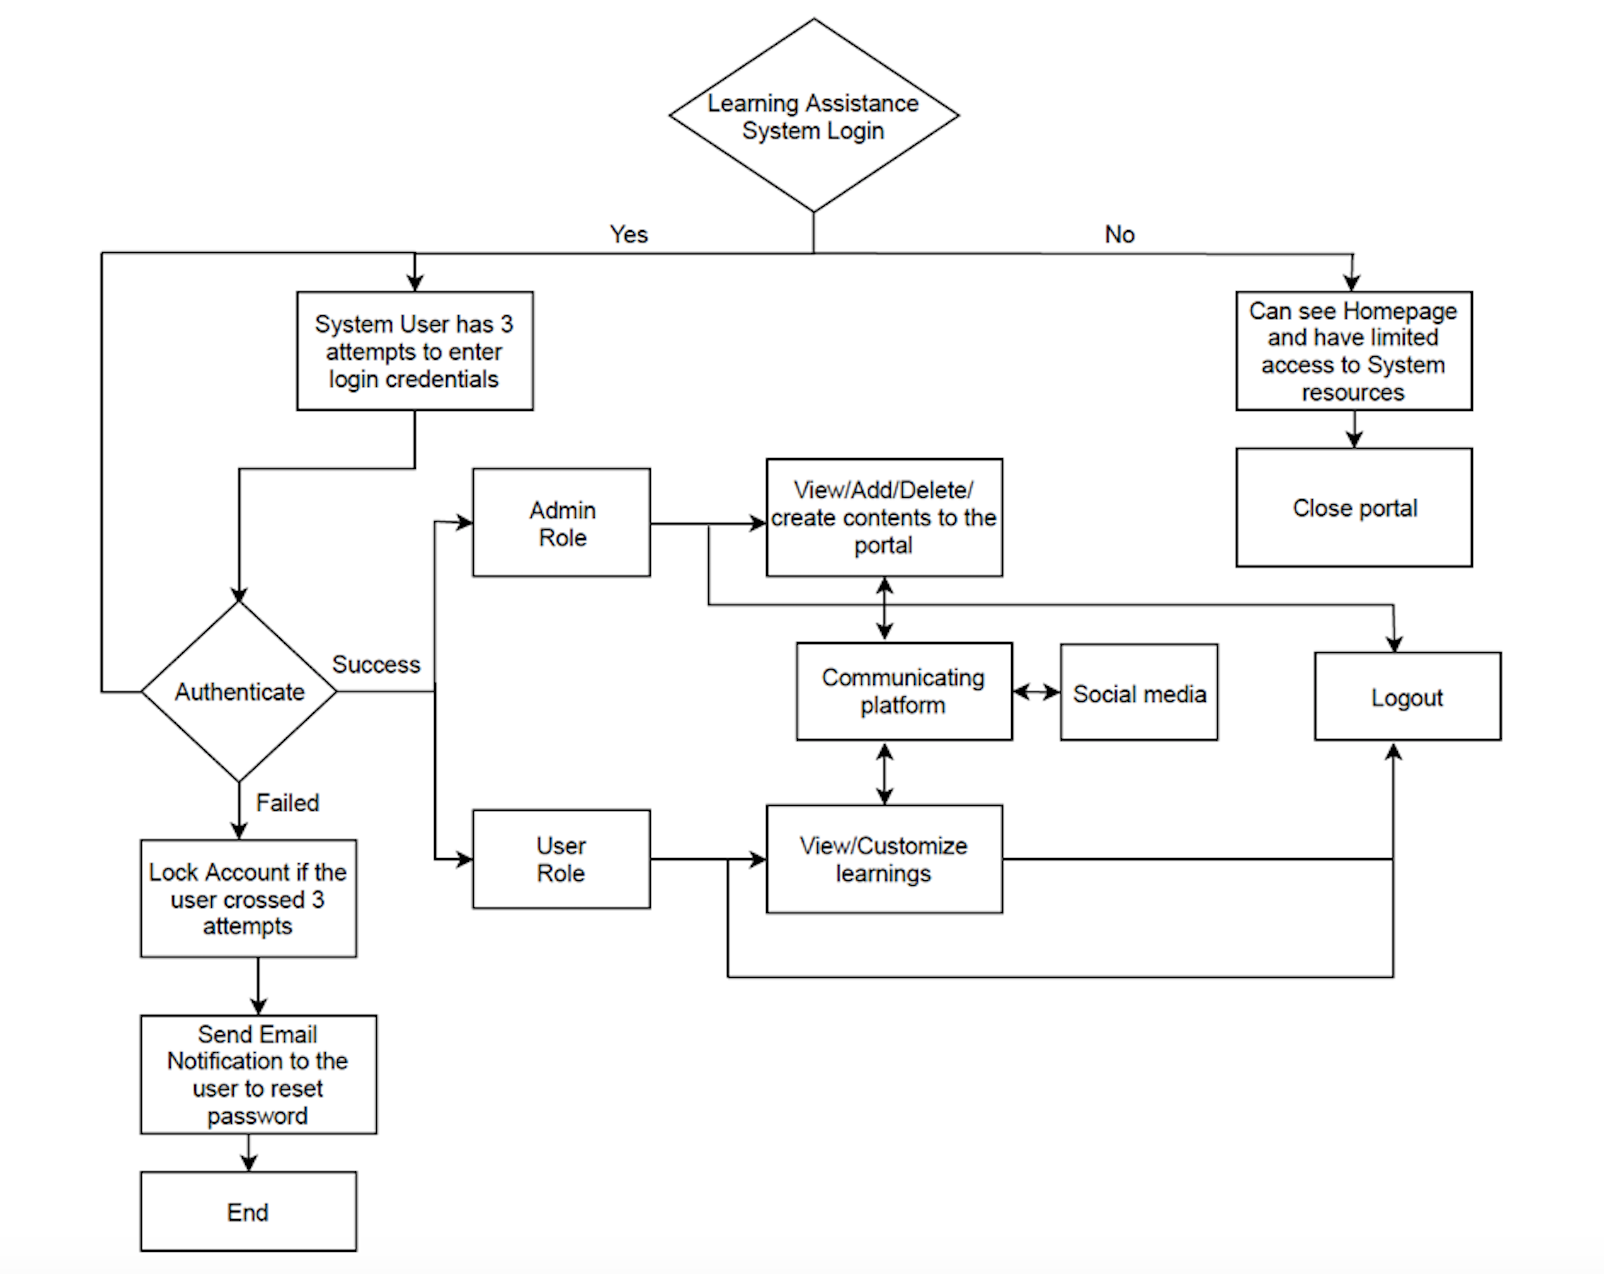 Learning Assistance
System Login
Yes
No
System User has 3
attempts to enter
login credentials
Can see Homepage
and have limited
access to System
resources
Admin
Role
View/Add/Delete/
create contents to the
portal
Close portal
Success
Authenticate
Communicating
platform
Social media
Logout
Failed
Lock Account if the
user crossed 3
attempts
User
Role
View/Customize
learnings
Send Email
Notification to the
user to reset
password
End